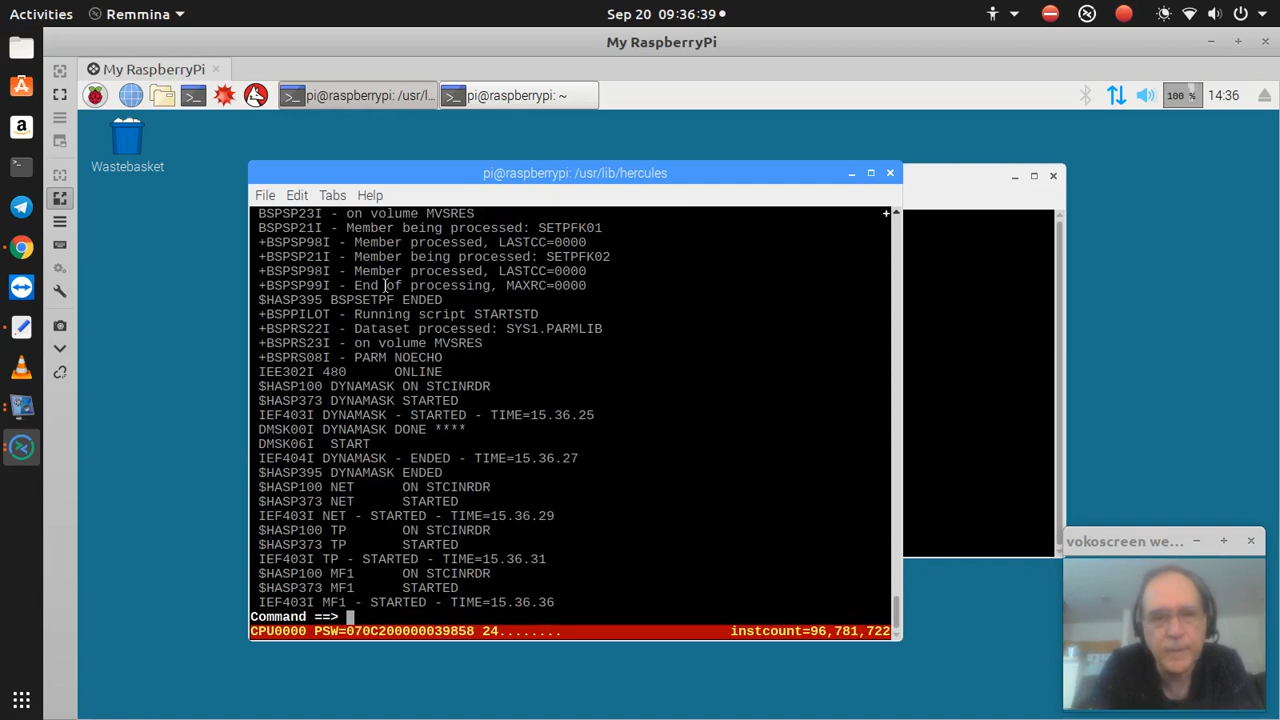 Activities
Remmina
Sep 20 09:36:39
My RaspberryPi
My RaspberryPi
pi@raspberrypi: /usr/l...
pi@raspberrypi: ~
100 %
14:36
Wastebasket
pi@raspberrypi: /usr/lib/hercules
File Edit Tabs Help
BSPSP23I - on volume MVSRES +
BSPSP21I - Member being processed: SETPFK01
+BSPSP98I - Member processed, LASTCC=0000
+BSPSP21I - Member being processed: SETPFK02
+BSPSP98I - Member processed, LASTCC=0000
+BSPSP99I - End of processing, MAXRC=0000
$HASP395 BSPSETPF ENDED
+BSPPILOT - Running script STARTSTD
+BSPRS22I - Dataset processed: SYS1.PARMLIB
+BSPRS23I - on volume MVSRES
+BSPRS08I - PARM NOECHO
IEE302I 480      ONLINE
$HASP100 DYNAMASK ON STCINRDR
$HASP373 DYNAMASK STARTED
IEF403I DYNAMASK - STARTED - TIME=15.36.25
DMSK00I DYNAMASK DONE ****
DMSK06I  START
IEF404I DYNAMASK - ENDED - TIME=15.36.27
$HASP395 DYNAMASK ENDED
$HASP100 NET      ON STCINRDR
$HASP373 NET      STARTED
IEF403I NET - STARTED - TIME=15.36.29
$HASP100 TP       ON STCINRDR
$HASP373 TP       STARTED
IEF403I TP - STARTED - TIME=15.36.31
$HASP100 MF1      ON STCINRDR
$HASP373 MF1      STARTED
IEF403I MF1 - STARTED - TIME=15.36.36
Command ==>
CPU0000 PSW=070C200000039858 24........ instcount=96,781,722
vokoscreen we...